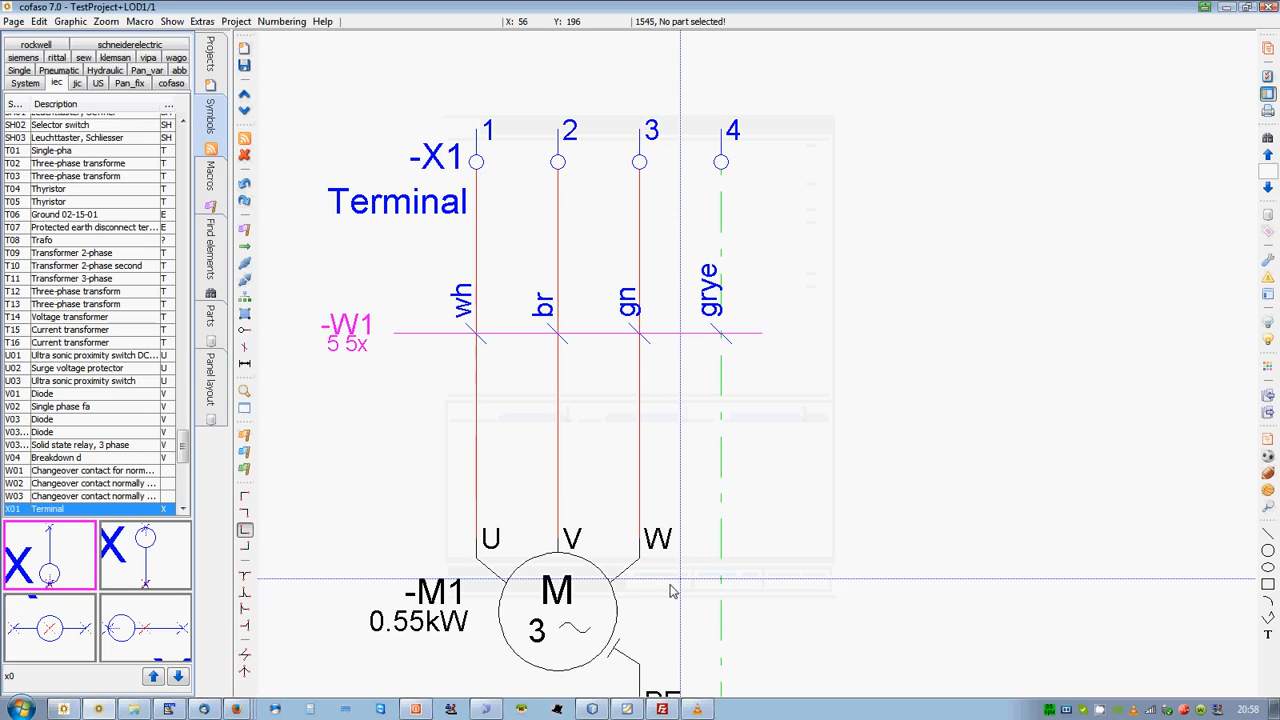 cofaso 7.0 - TestProject+LOD1/1
Page Edit Graphic Zoom Macro Show Extras Project Numbering Help
X: 56 Y: 196 1545, No part selected!
rockwell schneiderelectric
siemens rittal sew klemsan vipa wago
Single Pneumatic Hydraulic Pan_var abb
System iec jic US Pan_fix cofaso
S... Description ...
SH02 Selector switch SH
SH03 Leuchttaster, Schliesser SH
T01 Single-pha T
T02 Three-phase transforme T
T03 Three-phase transform T
T04 Thyristor T
T05 Thyristor T
T06 Ground 02-15-01 E
T07 Protected earth disconnect ter... E
T08 Trafo ?
T09 Transformer 2-phase T
T10 Transformer 2-phase second T
T11 Transformer 3-phase T
T12 Three-phase transform T
T13 Three-phase transform T
T14 Voltage transformer T
T15 Current transformer T
T16 Current transformer T
U01 Ultra sonic proximity switch DC... U
U02 Surge voltage protector U
U03 Ultra sonic proximity switch U
V01 Diode V
V02 Single phase fa V
V03 Diode V
V03... Diode V
V03... Solid state relay, 3 phase V
V04 Breakdown d V
W01 Changeover contact for norm...
W02 Changeover contact normally ...
W03 Changeover contact normally ...
X01 Terminal X
X X
x0
Projects
Symbols
Macros
Find elements
Parts
Panel layout
1 2 3 4
-X1
Terminal
wh br gn grye
-W1
5 5x
U V W
-M1
0.55kW
M
3
PE
T
20:58